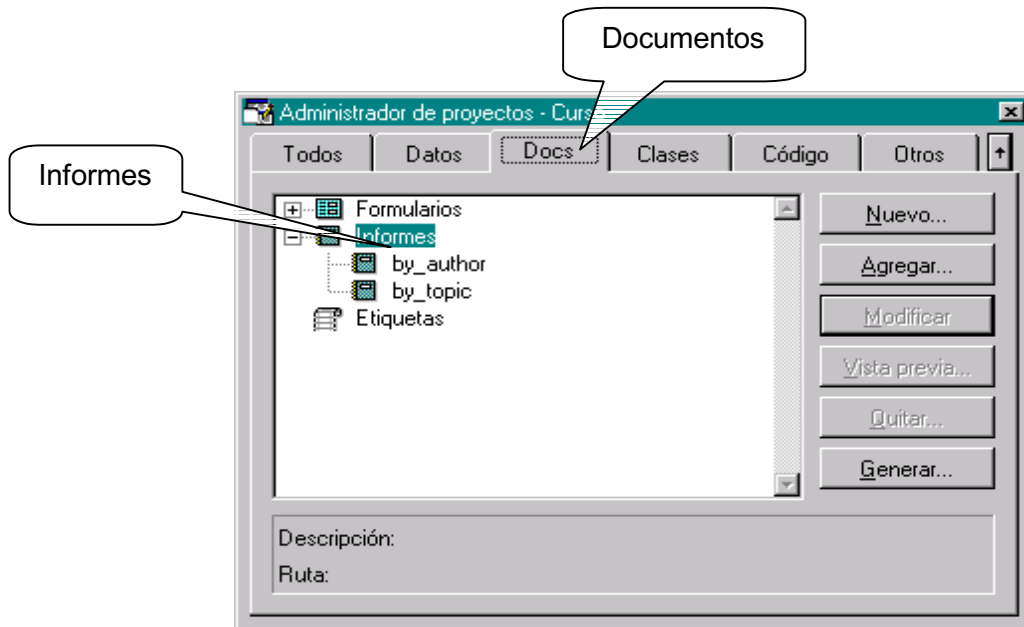 Documentos
Administrador de proyectos - Curs
Todos Datos Docs Clases Código Otros
Informes
Formularios
Informes
by_author
by_topic
Etiquetas
Nuevo...
Agregar...
Modificar
Vista previa...
Quitar...
Generar...
Descripción:
Ruta: